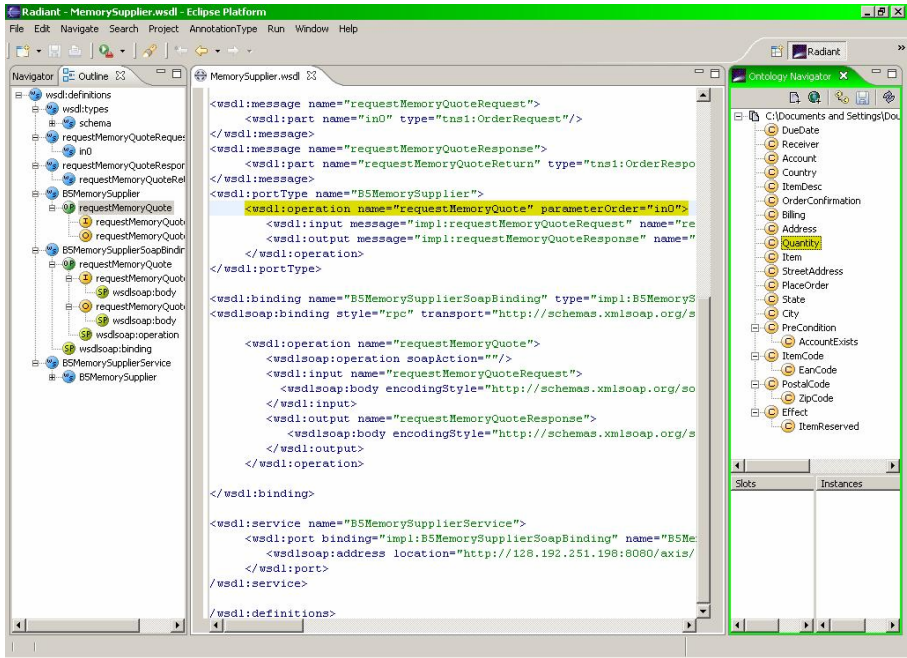 Radiant - MemorySupplier.wsdl - Eclipse Platform
File Edit Navigate Search Project AnnotationType Run Window Help
Radiant
»
Navigator Outline
wsdl:definitions
wsdl:types
schema
requestMemoryQuoteReques
in0
requestMemoryQuoteRespor
requestMemoryQuoteRet
B5MemorySupplier
requestMemoryQuote
requestMemoryQuot
requestMemoryQuot
B5MemorySupplierSoapBindir
requestMemoryQuote
requestMemoryQuot
wsdlsoap:body
requestMemoryQuot
wsdlsoap:body
wsdlsoap:operation
wsdlsoap:binding
B5MemorySupplierService
B5MemorySupplier
MemorySupplier.wsdl
<wsdl:message name="requestMemoryQuoteRequest">
<wsdl:part name="in0" type="tns1:OrderRequest"/>
</wsdl:message>
<wsdl:message name="requestMemoryQuoteResponse">
<wsdl:part name="requestMemoryQuoteReturn" type="tns1:OrderRespo
</wsdl:message>
<wsdl:portType name="B5MemorySupplier">
<wsdl:operation name="requestMemoryQuote" parameterOrder="in0">
<wsdl:input message="impl:requestMemoryQuoteRequest" name="re
<wsdl:output message="impl:requestMemoryQuoteResponse" name="
</wsdl:operation>
</wsdl:portType>
<wsdl:binding name="B5MemorySupplierSoapBinding" type="impl:B5MemoryS
<wsdlsoap:binding style="rpc" transport="http://schemas.xmlsoap.org/s
<wsdl:operation name="requestMemoryQuote">
<wsdlsoap:operation soapAction=""/>
<wsdl:input name="requestMemoryQuoteRequest">
<wsdlsoap:body encodingStyle="http://schemas.xmlsoap.org/so
</wsdl:input>
<wsdl:output name="requestMemoryQuoteResponse">
<wsdlsoap:body encodingStyle="http://schemas.xmlsoap.org/s
</wsdl:output>
</wsdl:operation>
</wsdl:binding>
<wsdl:service name="B5MemorySupplierService">
<wsdl:port binding="impl:B5MemorySupplierSoapBinding" name="B5Me
<wsdlsoap:address location="http://128.192.251.198:8080/axis/
</wsdl:port>
/wsdl:service>
/wsdl:definitions>
Ontology Navigator
C:\Documents and Settings\Dou
DueDate
Receiver
Account
Country
ItemDesc
OrderConfirmation
Billing
Address
Quantity
Item
StreetAddress
PlaceOrder
State
City
PreCondition
AccountExists
ItemCode
EanCode
PostalCode
ZipCode
Effect
ItemReserved
Slots Instances